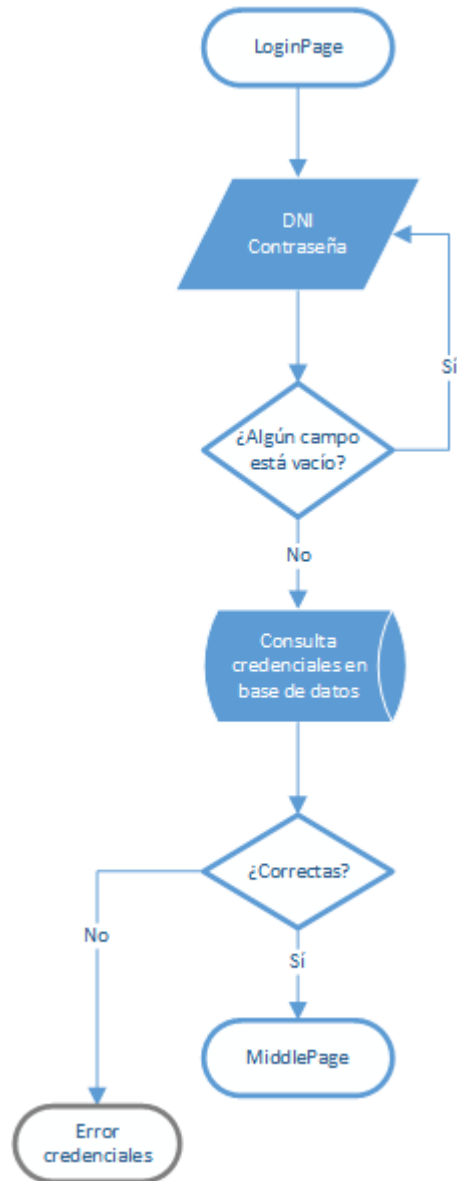 LoginPage
DNI
Contraseña
Sí
¿Algún campo
está vacío?
No
Consulta
credenciales en
base de datos
¿Correctas?
No
Sí
MiddlePage
Error
credenciales